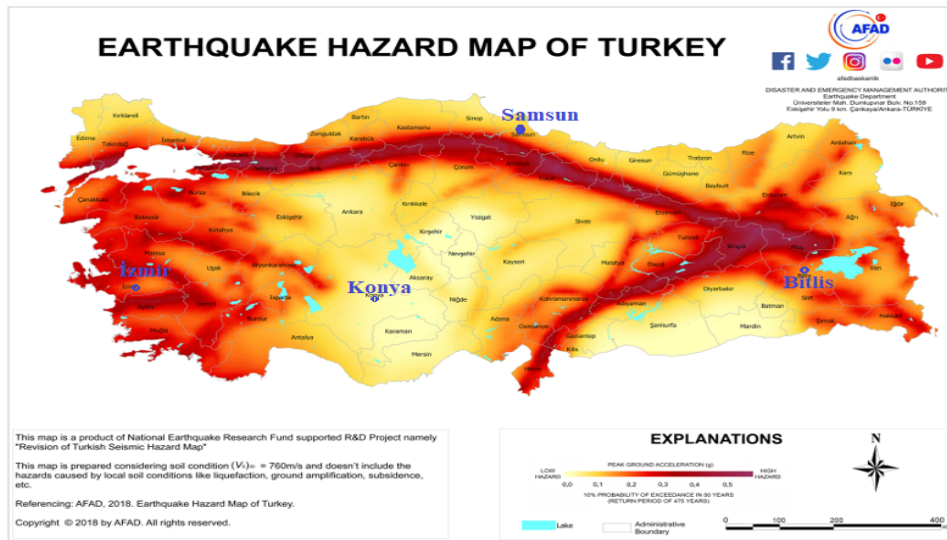 EARTHQUAKE HAZARD MAP OF TURKEY
AFAD
afadbaskanlik
DISASTER AND EMERGENCY MANAGEMENT AUTHORIT
Earthquake Department
Üniversiteler Mah. Dumlupınar Bulv. No:159
Eskişehir Yolu 9 km. Çankaya/Ankara-TÜRKİYE
Samsun
İzmir
Konya
Bitlis
Kırklareli
Edirne
Tekirdağ
İstanbul
Zonguldak
Bartın
Karabük
Kastamonu
Sinop
Samsun
Ordu
Giresun
Trabzon
Rize
Artvin
Ardahan
Kars
Iğdır
Ağrı
Gümüşhane
Bayburt
Erzincan
Çankırı
Çorum
Çanakkale
Balıkesir
Bursa
Bilecik
Kütahya
Eskişehir
Ankara
Kırıkkale
Yozgat
Sivas
Kırşehir
Nevşehir
Kayseri
Malatya
Elazığ
Tunceli
Bingöl
Muş
Van
Manisa
Uşak
Afyonkarahisar
Aksaray
Niğde
Kahramanmaraş
Adıyaman
Diyarbakır
Batman
Siirt
Şırnak
Hakkari
Isparta
Denizli
Burdur
Muğla
Antalya
Karaman
Mersin
Adana
Osmaniye
Gaziantep
Kilis
Hatay
Şanlıurfa
Mardin
This map is a product of National Earthquake Research Fund supported R&D Project namely
"Revision of Turkish Seismic Hazard Map"
This map is prepared considering soil condition (Vs)30 = 760m/s and doesn't include the
hazards caused by local soil conditions like liquefaction, ground amplification, subsidence,
etc.
Referencing: AFAD, 2018. Earthquake Hazard Map of Turkey.
Copyright © 2018 by AFAD. All rights reserved.
EXPLANATIONS
PEAK GROUND ACCELERATION (g)
LOW
HAZARD
HIGH
HAZARD
0,0 0,1 0,2 0,3 0,4 0,5
10% PROBABILITY OF EXCEEDANCE IN 50 YEARS
(RETURN PERIOD OF 475 YEARS)
Lake
Administrative
Boundary
N
0 100 200 400